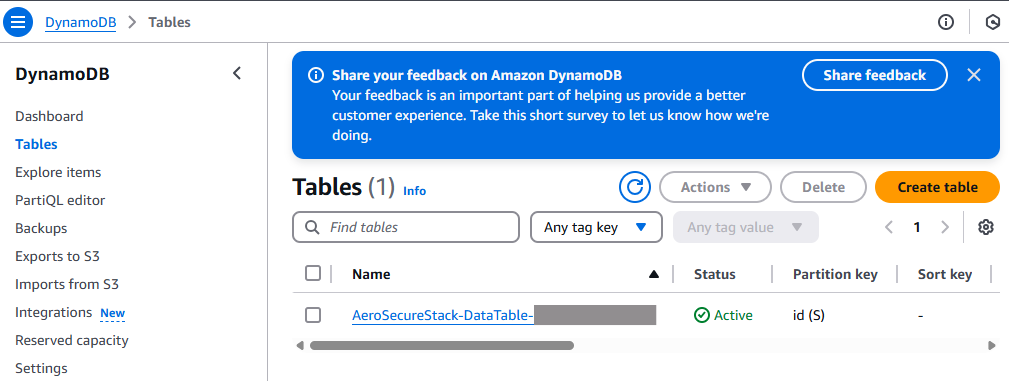 DynamoDB > Tables
DynamoDB
Dashboard
Tables
Explore items
PartiQL editor
Backups
Exports to S3
Imports from S3
Integrations New
Reserved capacity
Settings
Share your feedback on Amazon DynamoDB
Your feedback is an important part of helping us provide a better
customer experience. Take this short survey to let us know how we're
doing.
Share feedback
Tables (1) Info
Actions
Delete
Create table
Find tables
Any tag key
Any tag value
1
Name Status Partition key Sort key
AeroSecureStack-DataTable- Active id (S) -